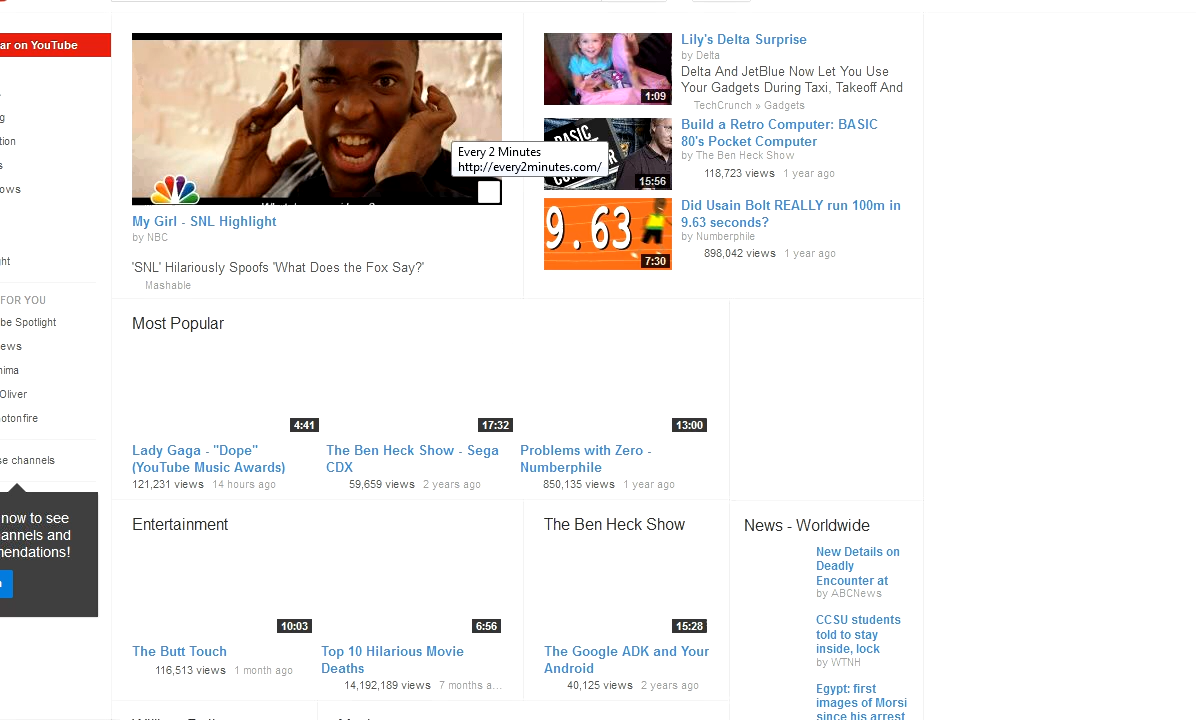 ar on YouTube
g
tion
s
ows
ght
FOR YOU
be Spotlight
ews
nima
Oliver
otonfire
se channels
now to see
annels and
nendations!
My Girl - SNL Highlight
by NBC
'SNL' Hilariously Spoofs 'What Does the Fox Say?'
Mashable
Every 2 Minutes
http://every2minutes.com/
1:09
Lily's Delta Surprise
by Delta
Delta And JetBlue Now Let You Use
Your Gadgets During Taxi, Takeoff And
TechCrunch » Gadgets
BASIC
15:56
Build a Retro Computer: BASIC
80's Pocket Computer
by The Ben Heck Show
118,723 views 1 year ago
9.63
7:30
Did Usain Bolt REALLY run 100m in
9.63 seconds?
by Numberphile
898,042 views 1 year ago
Most Popular
4:41
Lady Gaga - "Dope"
(YouTube Music Awards)
121,231 views 14 hours ago
17:32
The Ben Heck Show - Sega
CDX
59,659 views 2 years ago
13:00
Problems with Zero -
Numberphile
850,135 views 1 year ago
Entertainment
10:03
The Butt Touch
116,513 views 1 month ago
6:56
Top 10 Hilarious Movie
Deaths
14,192,189 views 7 months a...
The Ben Heck Show
15:28
The Google ADK and Your
Android
40,125 views 2 years ago
News - Worldwide
New Details on
Deadly
Encounter at
by ABCNews
CCSU students
told to stay
inside, lock
by WTNH
Egypt: first
images of Morsi
since his arrest